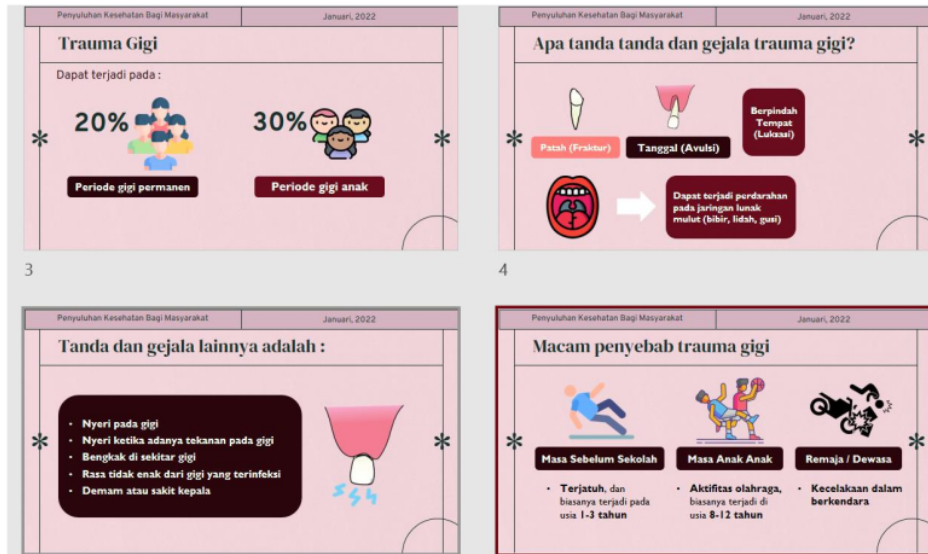 Penyuluhan Kesehatan Bagi Masyarakat
Januari, 2022
Trauma Gigi
Dapat terjadi pada :
20%
30%
Periode gigi permanen
Periode gigi anak
3
Penyuluhan Kesehatan Bagi Masyarakat
Januari, 2022
Apa tanda tanda dan gejala trauma gigi?
Patah (Fraktur)
Tanggal (Avulsi)
Berpindah
Tempat
(Luksasi)
Dapat terjadi perdarahan
pada jaringan lunak
mulut (bibir, lidah, gusi)
4
Penyuluhan Kesehatan Bagi Masyarakat
Januari, 2022
Tanda dan gejala lainnya adalah :
• Nyeri pada gigi
• Nyeri ketika adanya tekanan pada gigi
• Bengkak di sekitar gigi
• Rasa tidak enak dari gigi yang terinfeksi
• Demam atau sakit kepala
Penyuluhan Kesehatan Bagi Masyarakat
Januari, 2022
Macam penyebab trauma gigi
Masa Sebelum Sekolah
• Terjatuh, dan
biasanya terjadi pada
usia 1-3 tahun
Masa Anak Anak
• Aktifitas olahraga,
biasanya terjadi di
usia 8-12 tahun
Remaja / Dewasa
• Kecelakaan dalam
berkendara